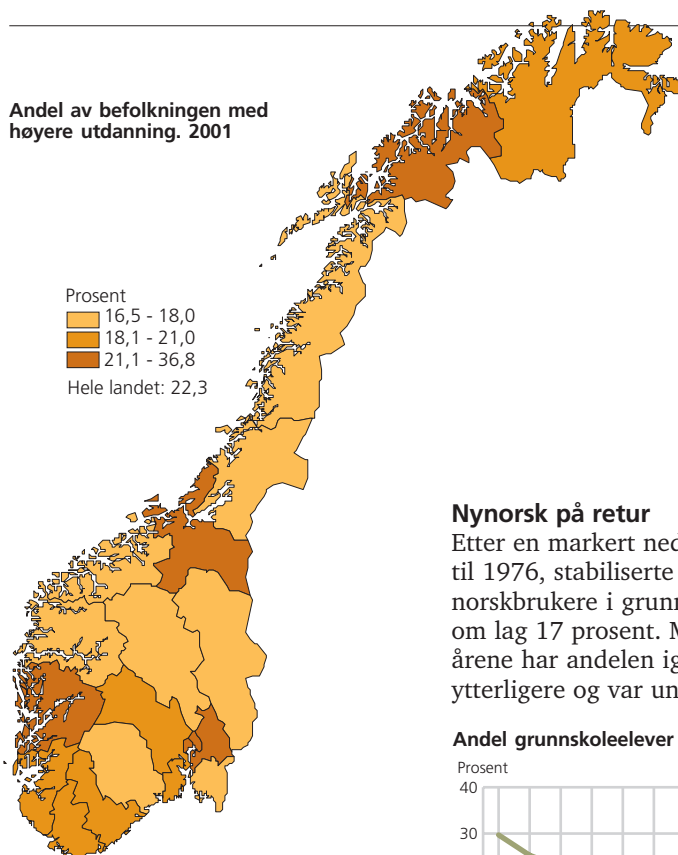 Andel av befolkningen med
høyere utdanning. 2001
Prosent
16,5 - 18,0
18,1 - 21,0
21,1 - 36,8
Hele landet: 22,3
Nynorsk på retur
Etter en markert ned
til 1976, stabiliserte
norskbrukere i grunn
om lag 17 prosent. M
årene har andelen ig
ytterligere og var un
Andel grunnskoleelever
Prosent
40
30